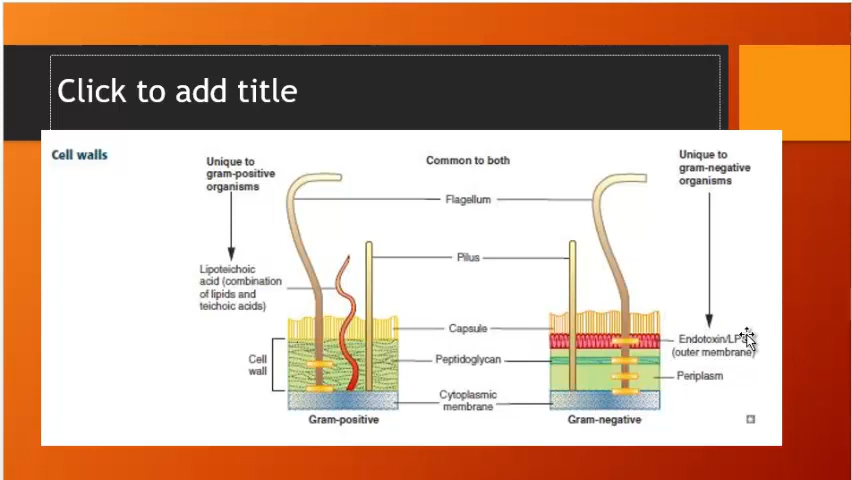 Click to add title
Cell walls
Unique to
gram-positive
organisms
Common to both
Unique to
gram-negative
organisms
Flagellum
Pilus
Lipoteichoic
acid (combination
of lipids and
teichoic acids)
Capsule
Endotoxin/LPS
(outer membrane)
Cell
wall
Peptidoglycan
Periplasm
Cytoplasmic
membrane
Gram-positive
Gram-negative